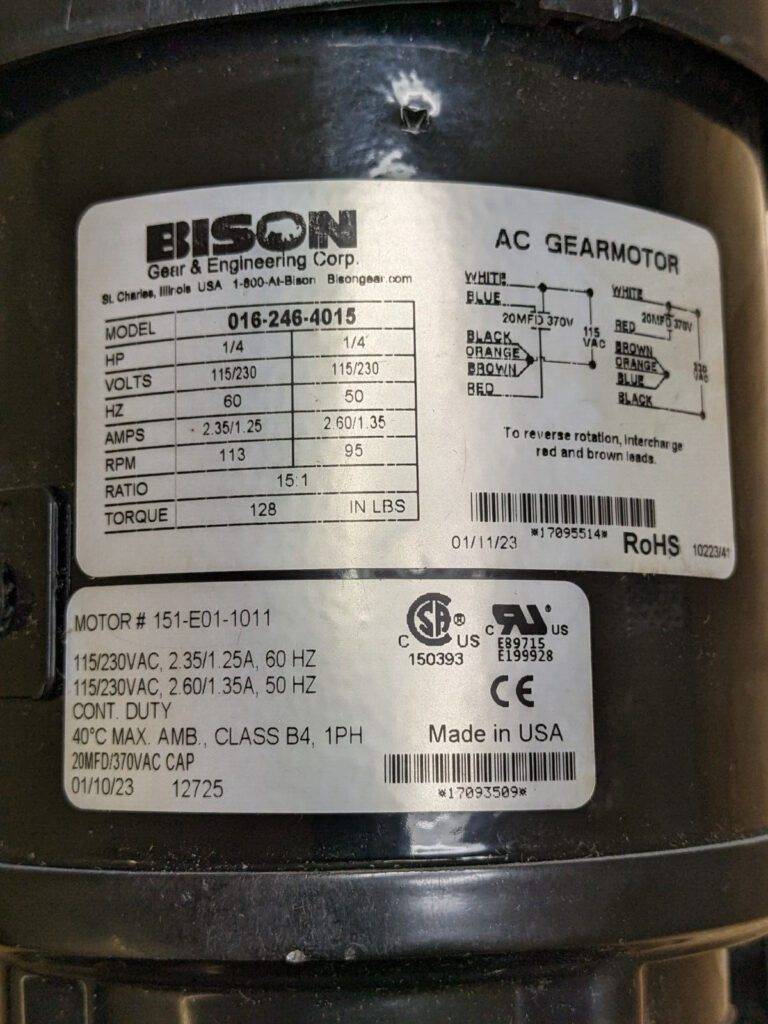 BISON
Gear & Engineering Corp.
St. Charles, Illinois USA 1-800-At-Bison Bisongear.com
MODEL 016-246-4015
HP 1/4 1/4
VOLTS 115/230 115/230
HZ 60 50
AMPS 2.35/1.25 2.60/1.35
RPM 113 95
RATIO 15:1
TORQUE 128 IN LBS
AC GEARMOTOR
WHITE
BLUE
20MFD 370V
BLACK
ORANGE
BROWN
RED
115
VAC
WHITE
RED
20MFD 370V
BROWN
ORANGE
BLUE
BLACK
230
VAC
To reverse rotation, interchange
red and brown leads.
*17095514*
01/11/23
RoHS
10223/41
MOTOR # 151-E01-1011
115/230VAC, 2.35/1.25A, 60 HZ
115/230VAC, 2.60/1.35A, 50 HZ
CONT. DUTY
40°C MAX. AMB., CLASS B4, 1PH
20MFD/370VAC CAP
01/10/23 12725
C SA ® US
150393
C RU ® US
E89715
E199928
CE
Made in USA
*17093509*